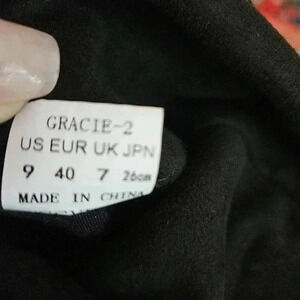 GRACIE-2
US EUR UK JPN
9 40 7 26cm
MADE IN CHINA